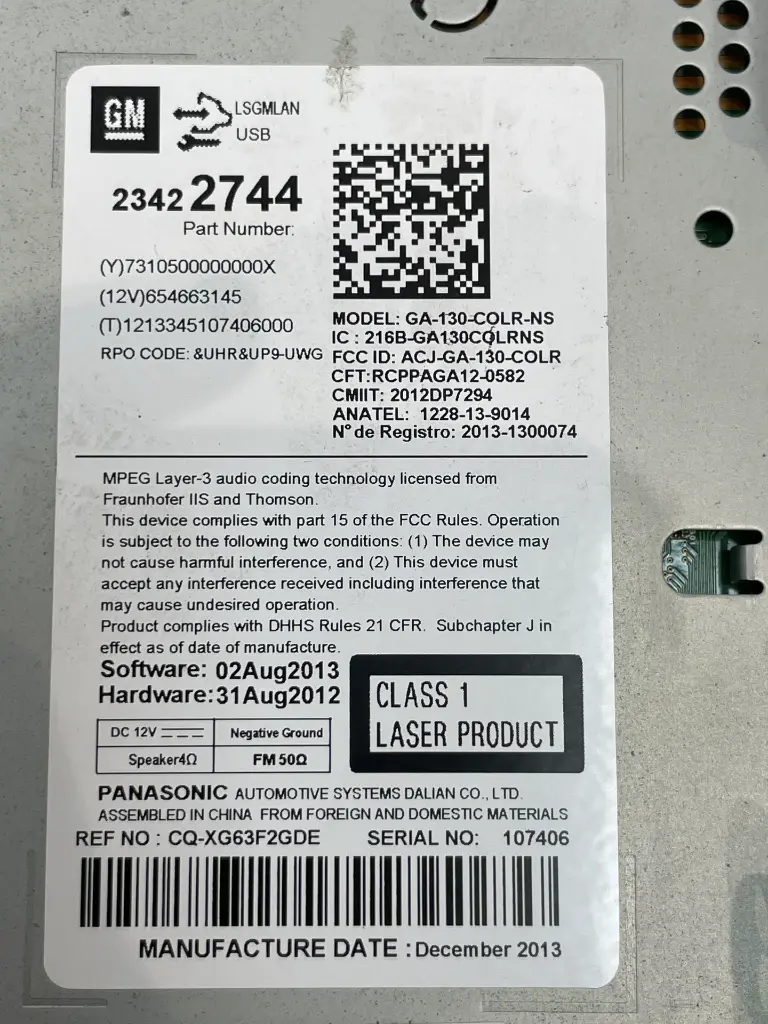 GM
LSGMLAN
USB
2342 2744
Part Number:
(Y)7310500000000X
(12V)654663145
(T)1213345107406000
RPO CODE: &UHR&UP9-UWG
MODEL: GA-130-COLR-NS
IC : 216B-GA130COLRNS
FCC ID: ACJ-GA-130-COLR
CFT:RCPPAGA12-0582
CMIIT: 2012DP7294
ANATEL: 1228-13-9014
N° de Registro: 2013-1300074
MPEG Layer-3 audio coding technology licensed from
Fraunhofer IIS and Thomson.
This device complies with part 15 of the FCC Rules. Operation
is subject to the following two conditions: (1) The device may
not cause harmful interference, and (2) This device must
accept any interference received including interference that
may cause undesired operation.
Product complies with DHHS Rules 21 CFR. Subchapter J in
effect as of date of manufacture.
Software: 02Aug2013
Hardware:31Aug2012
CLASS 1
LASER PRODUCT
DC 12V Negative Ground
Speaker4Ω FM 50Ω
PANASONIC AUTOMOTIVE SYSTEMS DALIAN CO., LTD.
ASSEMBLED IN CHINA FROM FOREIGN AND DOMESTIC MATERIALS
REF NO : CQ-XG63F2GDE SERIAL NO: 107406
MANUFACTURE DATE : December 2013